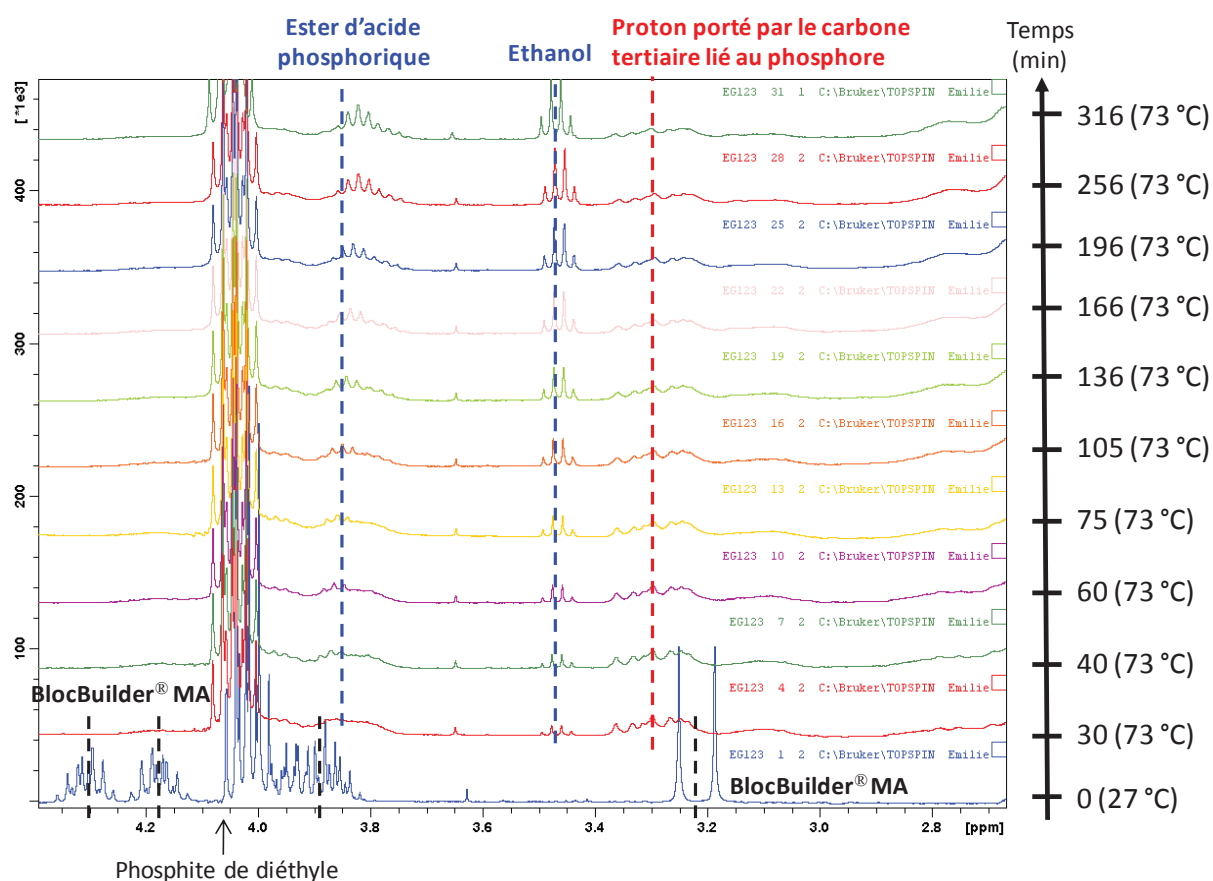 Ester d'acide phosphorique
Ethanol
Proton porté par le carbone tertiaire lié au phosphore
Temps (min)
[ *1e3]
EG123 31 1 C:\Bruker\TOPSPIN Emilie
316 (73 °C)
EG123 28 2 C:\Bruker\TOPSPIN Emilie
256 (73 °C)
400
EG123 25 2 C:\Bruker\TOPSPIN Emilie
196 (73 °C)
EG123 22 2 C:\Bruker\TOPSPIN Emilie
166 (73 °C)
300
EG123 19 2 C:\Bruker\TOPSPIN Emilie
136 (73 °C)
EG123 16 2 C:\Bruker\TOPSPIN Emilie
105 (73 °C)
200
EG123 13 2 C:\Bruker\TOPSPIN Emilie
75 (73 °C)
EG123 10 2 C:\Bruker\TOPSPIN Emilie
60 (73 °C)
100
EG123 7 2 C:\Bruker\TOPSPIN Emilie
40 (73 °C)
BlocBuilder® MA
EG123 4 2 C:\Bruker\TOPSPIN Emilie
30 (73 °C)
EG123 1 2 C:\Bruker\TOPSPIN Emilie
BlocBuilder® MA
0 (27 °C)
4.2 4.0 3.8 3.6 3.4 3.2 3.0 2.8 [ppm]
Phosphite de diéthyle